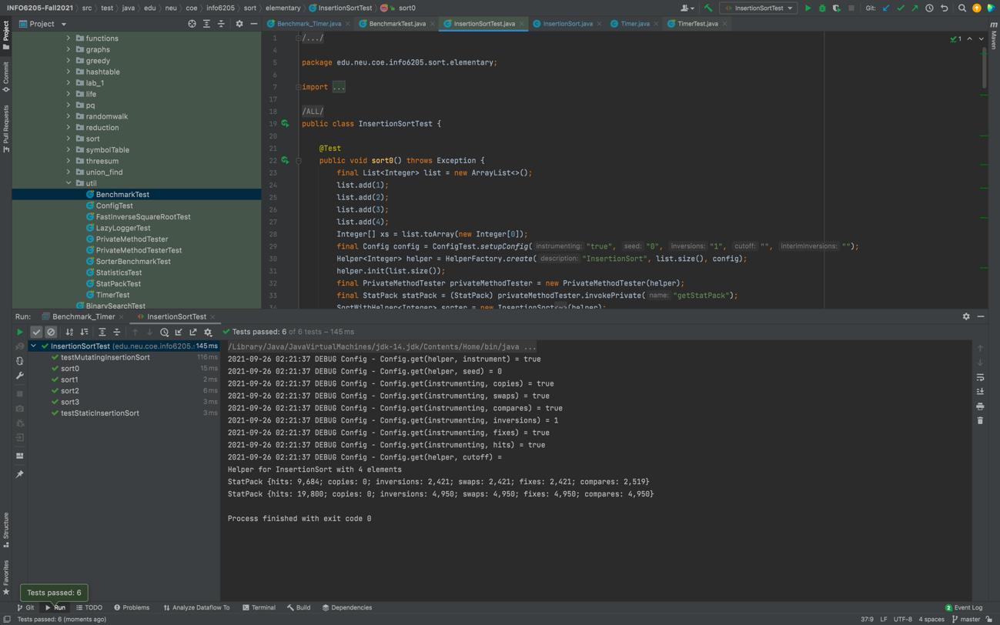 INFO6205-Fall2021 › src › test › java › edu › neu › coe › info6205 › sort › elementary › InsertionSortTest › sort0
InsertionSortTest Git:
Project
Benchmark_Timer.java BenchmarkTest.java InsertionSortTest.java InsertionSort.java Timer.java TimerTest.java
Project
Commit
Pull Requests
Structure
Favorites
Maven
functions
graphs
greedy
hashtable
lab_1
life
pq
randomwalk
reduction
sort
symbolTable
threesum
union_find
util
BenchmarkTest
ConfigTest
FastInverseSquareRootTest
LazyLoggerTest
PrivateMethodTester
PrivateMethodTesterTest
SorterBenchmarkTest
StatisticsTest
StatPackTest
TimerTest
BinarySearchTest
1 /.../
4
5 package edu.neu.coe.info6205.sort.elementary;
6
7 import ...
17
18 /ALL/
19 public class InsertionSortTest {
20
21 @Test
22 public void sort0() throws Exception {
23 final List<Integer> list = new ArrayList<>();
24 list.add(1);
25 list.add(2);
26 list.add(3);
27 list.add(4);
28 Integer[] xs = list.toArray(new Integer[0]);
29 final Config config = ConfigTest.setupConfig( instrumenting: "true", seed: "0", inversions: "1", cutoff: "", interimInversions: "");
30 Helper<Integer> helper = HelperFactory.create( description: "InsertionSort", list.size(), config);
31 helper.init(list.size());
32 final PrivateMethodTester privateMethodTester = new PrivateMethodTester(helper);
33 final StatPack statPack = (StatPack) privateMethodTester.invokePrivate( name: "getStatPack");
34 SortWithHelper<Integer> sorter = new InsertionSort<~>(helper);
1
Run: Benchmark_Timer InsertionSortTest
Tests passed: 6 of 6 tests – 145 ms
InsertionSortTest (edu.neu.coe.info6205. 145 ms
testMutatingInsertionSort 116 ms
sort0 15 ms
sort1 2 ms
sort2 6 ms
sort3 3 ms
testStaticInsertionSort 3 ms
/Library/Java/JavaVirtualMachines/jdk-14.jdk/Contents/Home/bin/java ...
2021-09-26 02:21:37 DEBUG Config - Config.get(helper, instrument) = true
2021-09-26 02:21:37 DEBUG Config - Config.get(helper, seed) = 0
2021-09-26 02:21:37 DEBUG Config - Config.get(instrumenting, copies) = true
2021-09-26 02:21:37 DEBUG Config - Config.get(instrumenting, swaps) = true
2021-09-26 02:21:37 DEBUG Config - Config.get(instrumenting, compares) = true
2021-09-26 02:21:37 DEBUG Config - Config.get(instrumenting, inversions) = 1
2021-09-26 02:21:37 DEBUG Config - Config.get(instrumenting, fixes) = true
2021-09-26 02:21:37 DEBUG Config - Config.get(instrumenting, hits) = true
2021-09-26 02:21:37 DEBUG Config - Config.get(helper, cutoff) =
Helper for InsertionSort with 4 elements
StatPack {hits: 9,684; copies: 0; inversions: 2,421; swaps: 2,421; fixes: 2,421; compares: 2,519}
StatPack {hits: 19,800; copies: 0; inversions: 4,950; swaps: 4,950; fixes: 4,950; compares: 4,950}
Process finished with exit code 0
Tests passed: 6
Git Run TODO Problems Analyze Dataflow To Terminal Build Dependencies 2 Event Log
Tests passed: 6 (moments ago) 37:9 LF UTF-8 4 spaces master